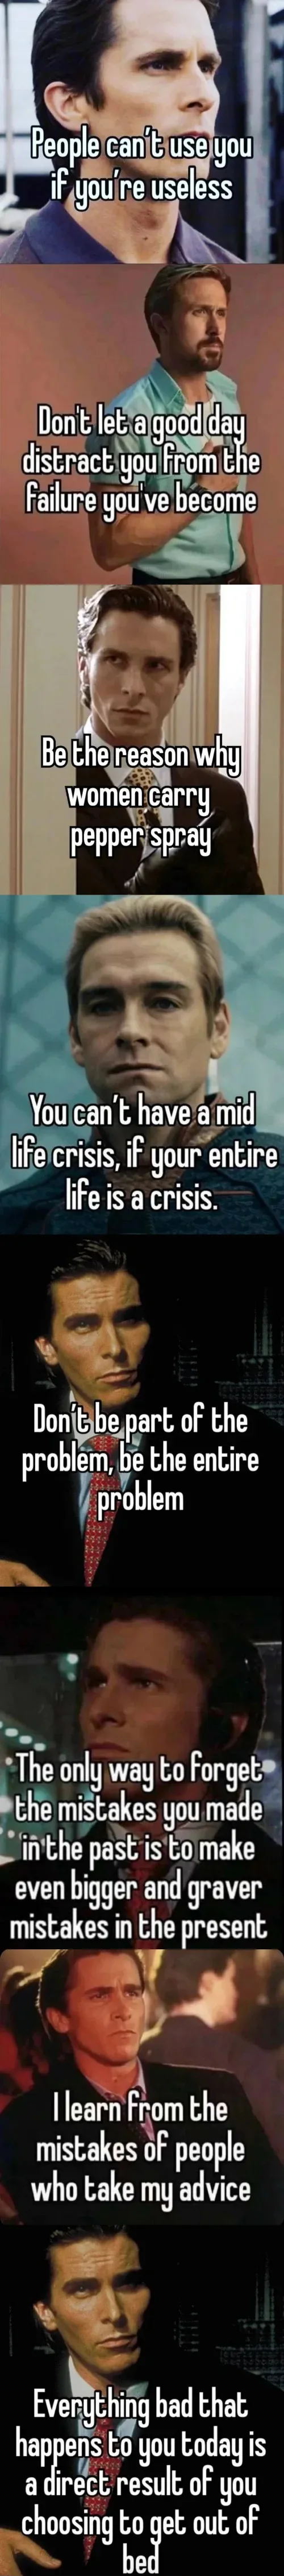 People can't use you
if you're useless
Don't let a good day
distract you from the
failure you've become
Be the reason why
women carry
pepper spray
You can't have a mid
life crisis, if your entire
life is a crisis.
Don't be part of the
problem, be the entire
problem
The only way to forget
the mistakes you made
in the past is to make
even bigger and graver
mistakes in the present
I learn from the
mistakes of people
who take my advice
Everything bad that
happens to you today is
a direct result of you
choosing to get out of
bed